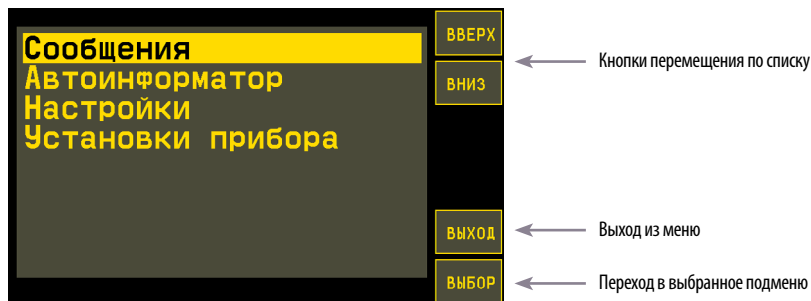 Сообщения
Автоинформатор
Настройки
Установки прибора
ВВЕРХ
ВНИЗ
ВЫХОД
ВЫБОР
Кнопки перемещения по списку
Выход из меню
Переход в выбранное подменю